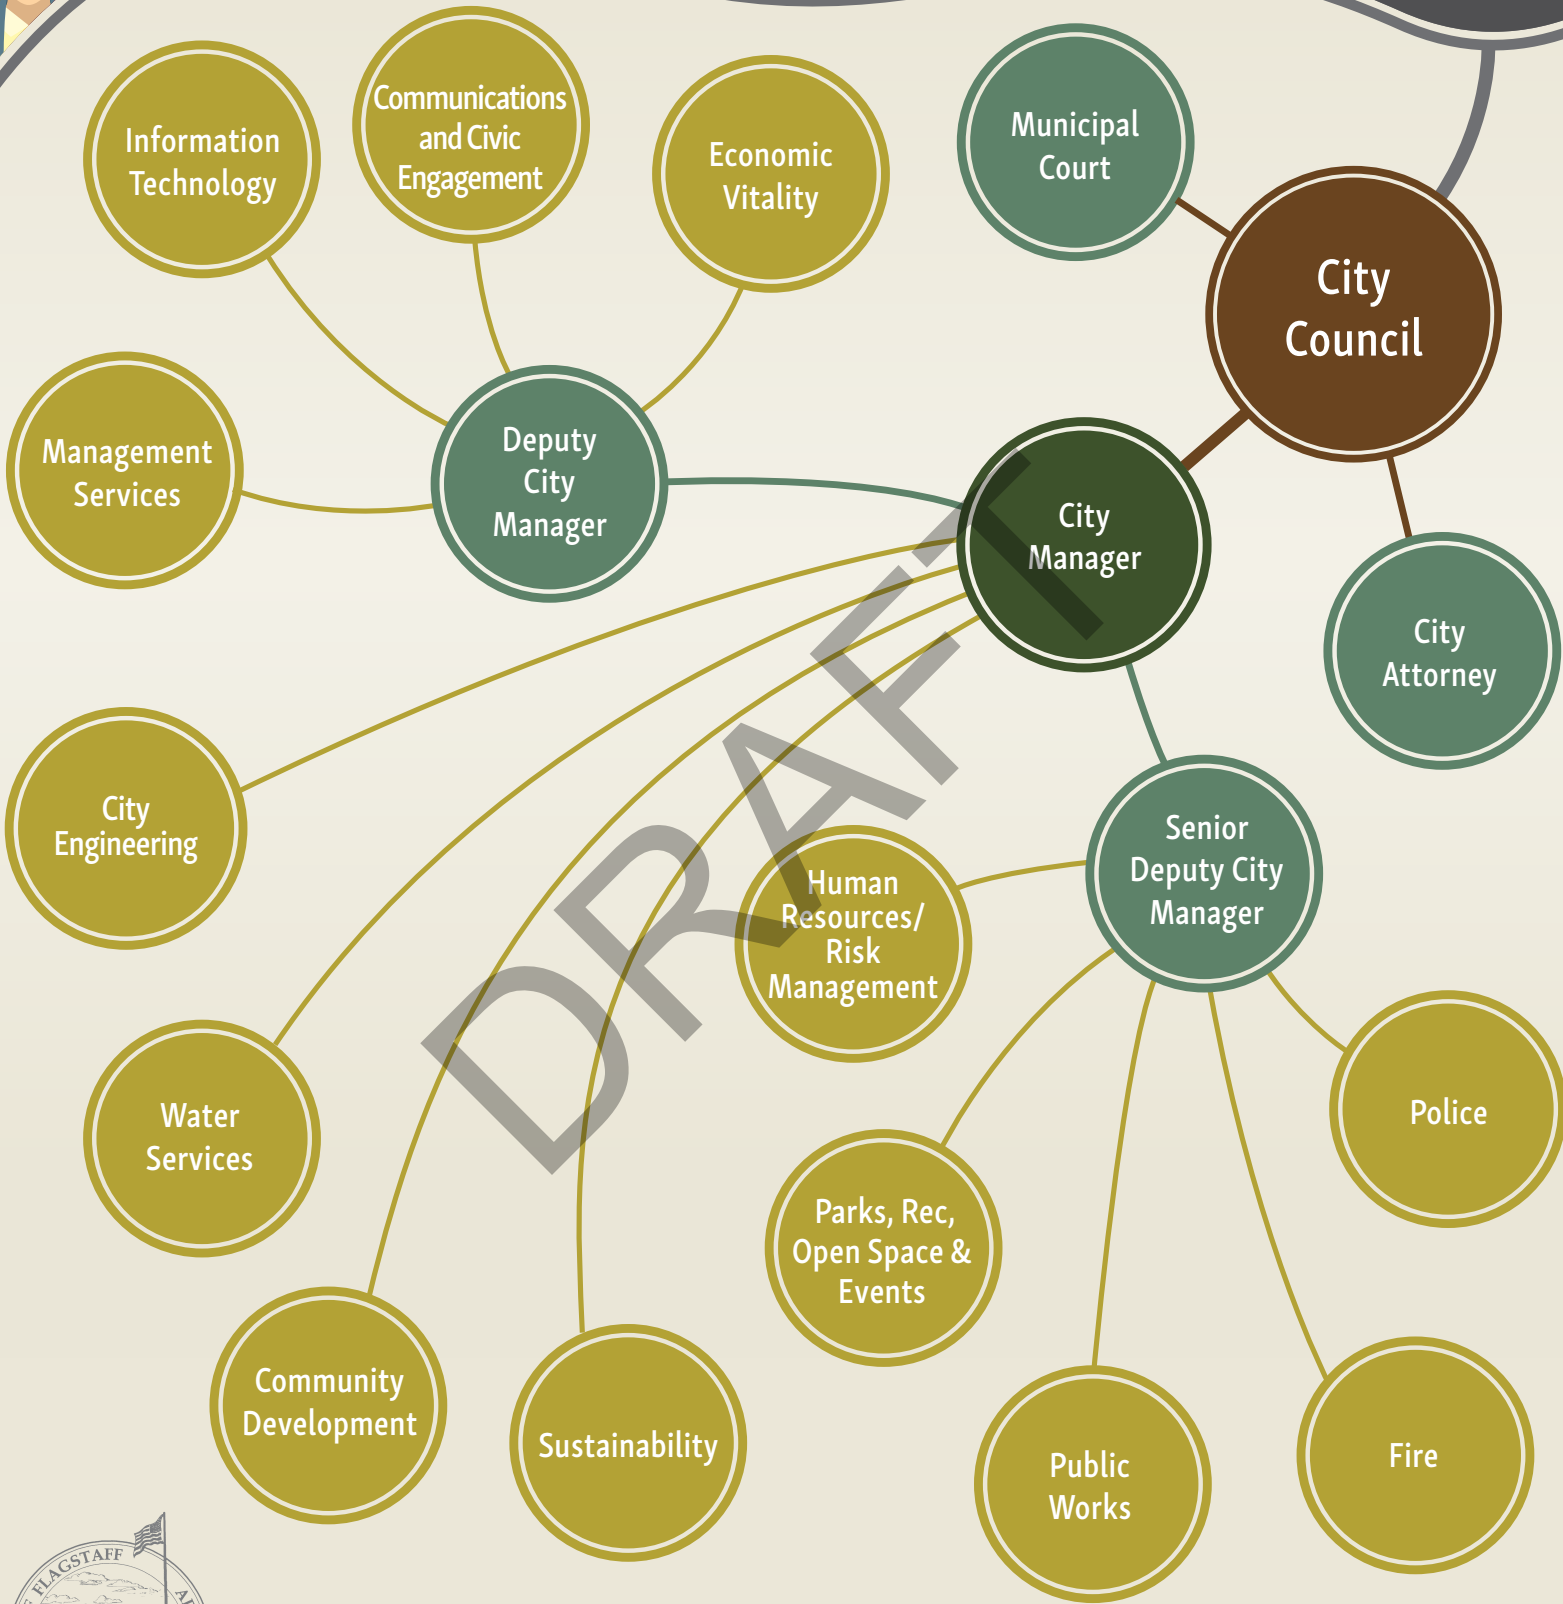 Information
Technology
Communications
and Civic
Engagement
Economic
Vitality
Municipal
Court
City
Council
Management
Services
Deputy
City
Manager
City
Manager
City
Attorney
City
Engineering
Senior
Deputy City
Manager
Human
Resources/
Risk
Management
Water
Services
Police
Parks, Rec,
Open Space &
Events
Community
Development
Sustainability
Public
Works
Fire
DRAFT
FLAGSTAFF